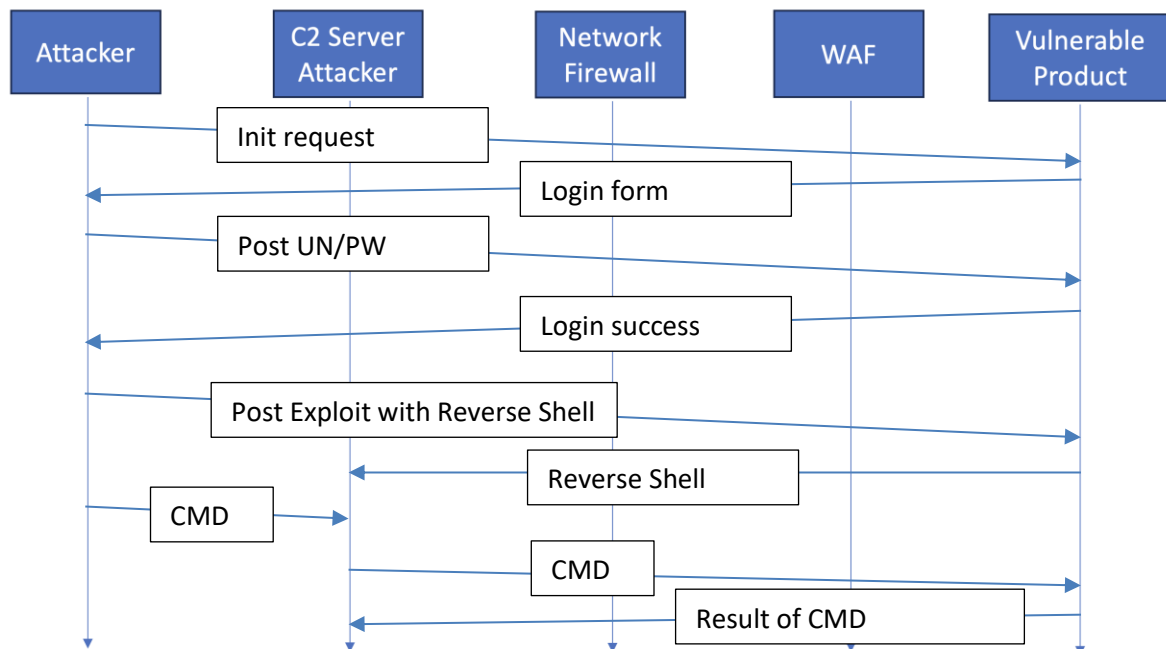 Attacker
C2 Server
Attacker
Network
Firewall
WAF
Vulnerable
Product
Init request
Login form
Post UN/PW
Login success
Post Exploit with Reverse Shell
Reverse Shell
CMD
CMD
Result of CMD